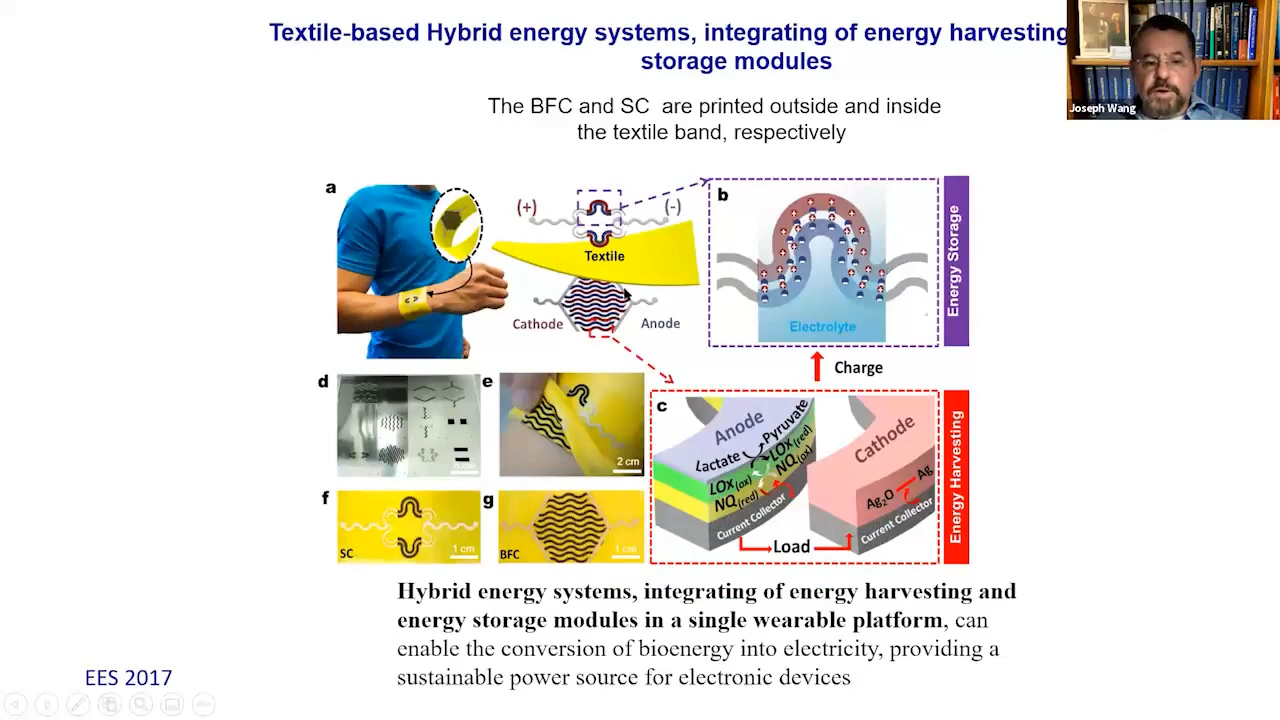 Textile-based Hybrid energy systems, integrating of energy harvesting
storage modules
Joseph Wang
The BFC and SC are printed outside and inside
the textile band, respectively
a
(+)
(-)
Textile
Cathode
Anode
b
Electrolyte
Energy Storage
Charge
d
5 cm
e
2 cm
c
Anode
Lactate
Pyruvate
LOx(ox)
LOx(red)
NQ(red)
NQ(ox)
Current Collector
Cathode
Ag2O
Ag
Current Collector
Load
Energy Harvesting
f
SC
1 cm
g
BFC
1 cm
Hybrid energy systems, integrating of energy harvesting and
energy storage modules in a single wearable platform, can
enable the conversion of bioenergy into electricity, providing a
sustainable power source for electronic devices
EES 2017